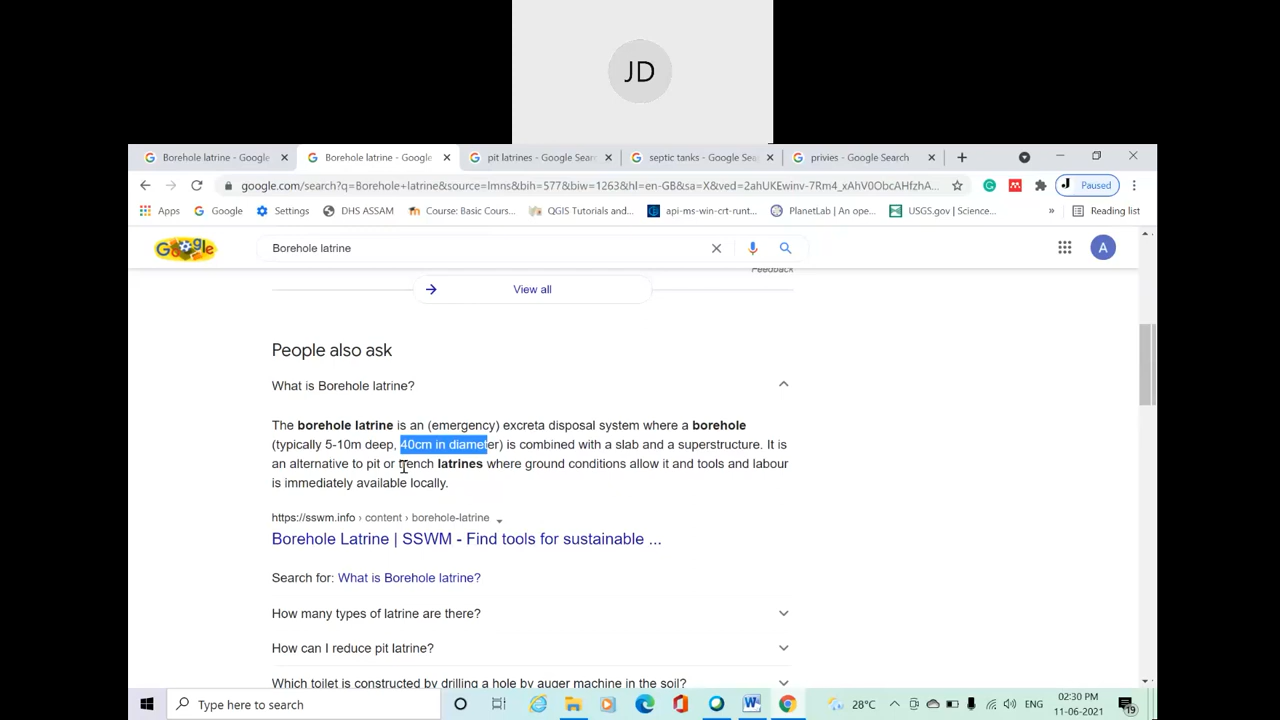 JD
Borehole latrine - Google
Borehole latrine - Google
pit latrines - Google Sear
septic tanks - Google Sea
privies - Google Search
google.com/search?q=Borehole+latrine&source=lmns&bih=577&biw=1263&hl=en-GB&sa=X&ved=2ahUKEwinv-7Rm4_xAhV0ObcAHfzhA...
J Paused
Apps
Google
Settings
DHS ASSAM
Course: Basic Cours...
QGIS Tutorials and...
api-ms-win-crt-runt...
PlanetLab | An ope...
USGS.gov | Science...
»
Reading list
Google
Borehole latrine
A
Feedback
View all
People also ask
What is Borehole latrine?
The borehole latrine is an (emergency) excreta disposal system where a borehole
(typically 5-10m deep, 40cm in diameter) is combined with a slab and a superstructure. It is
an alternative to pit or trench latrines where ground conditions allow it and tools and labour
is immediately available locally.
https://sswm.info › content › borehole-latrine
Borehole Latrine | SSWM - Find tools for sustainable ...
Search for: What is Borehole latrine?
How many types of latrine are there?
How can I reduce pit latrine?
Which toilet is constructed by drilling a hole by auger machine in the soil?
Type here to search
28°C
ENG
02:30 PM
11-06-2021
19